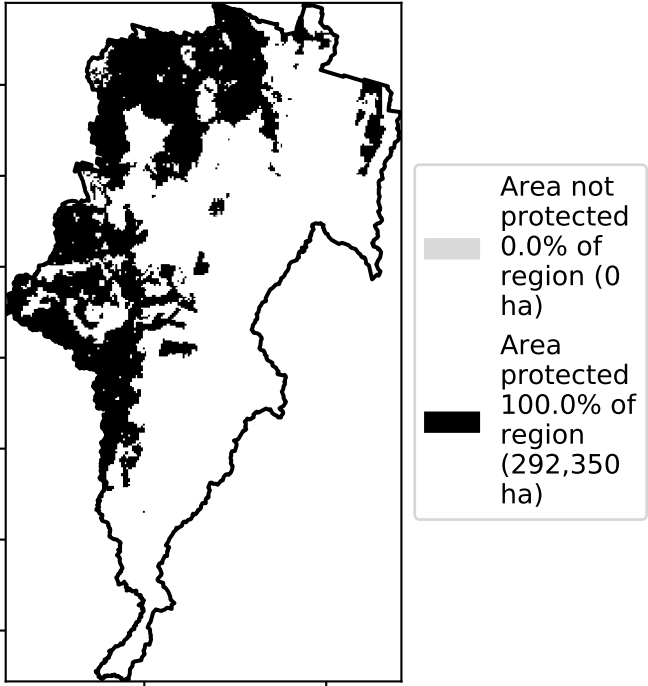 Area not
protected
0.0% of
region (0
ha)
Area
protected
100.0% of
region
(292,350
ha)